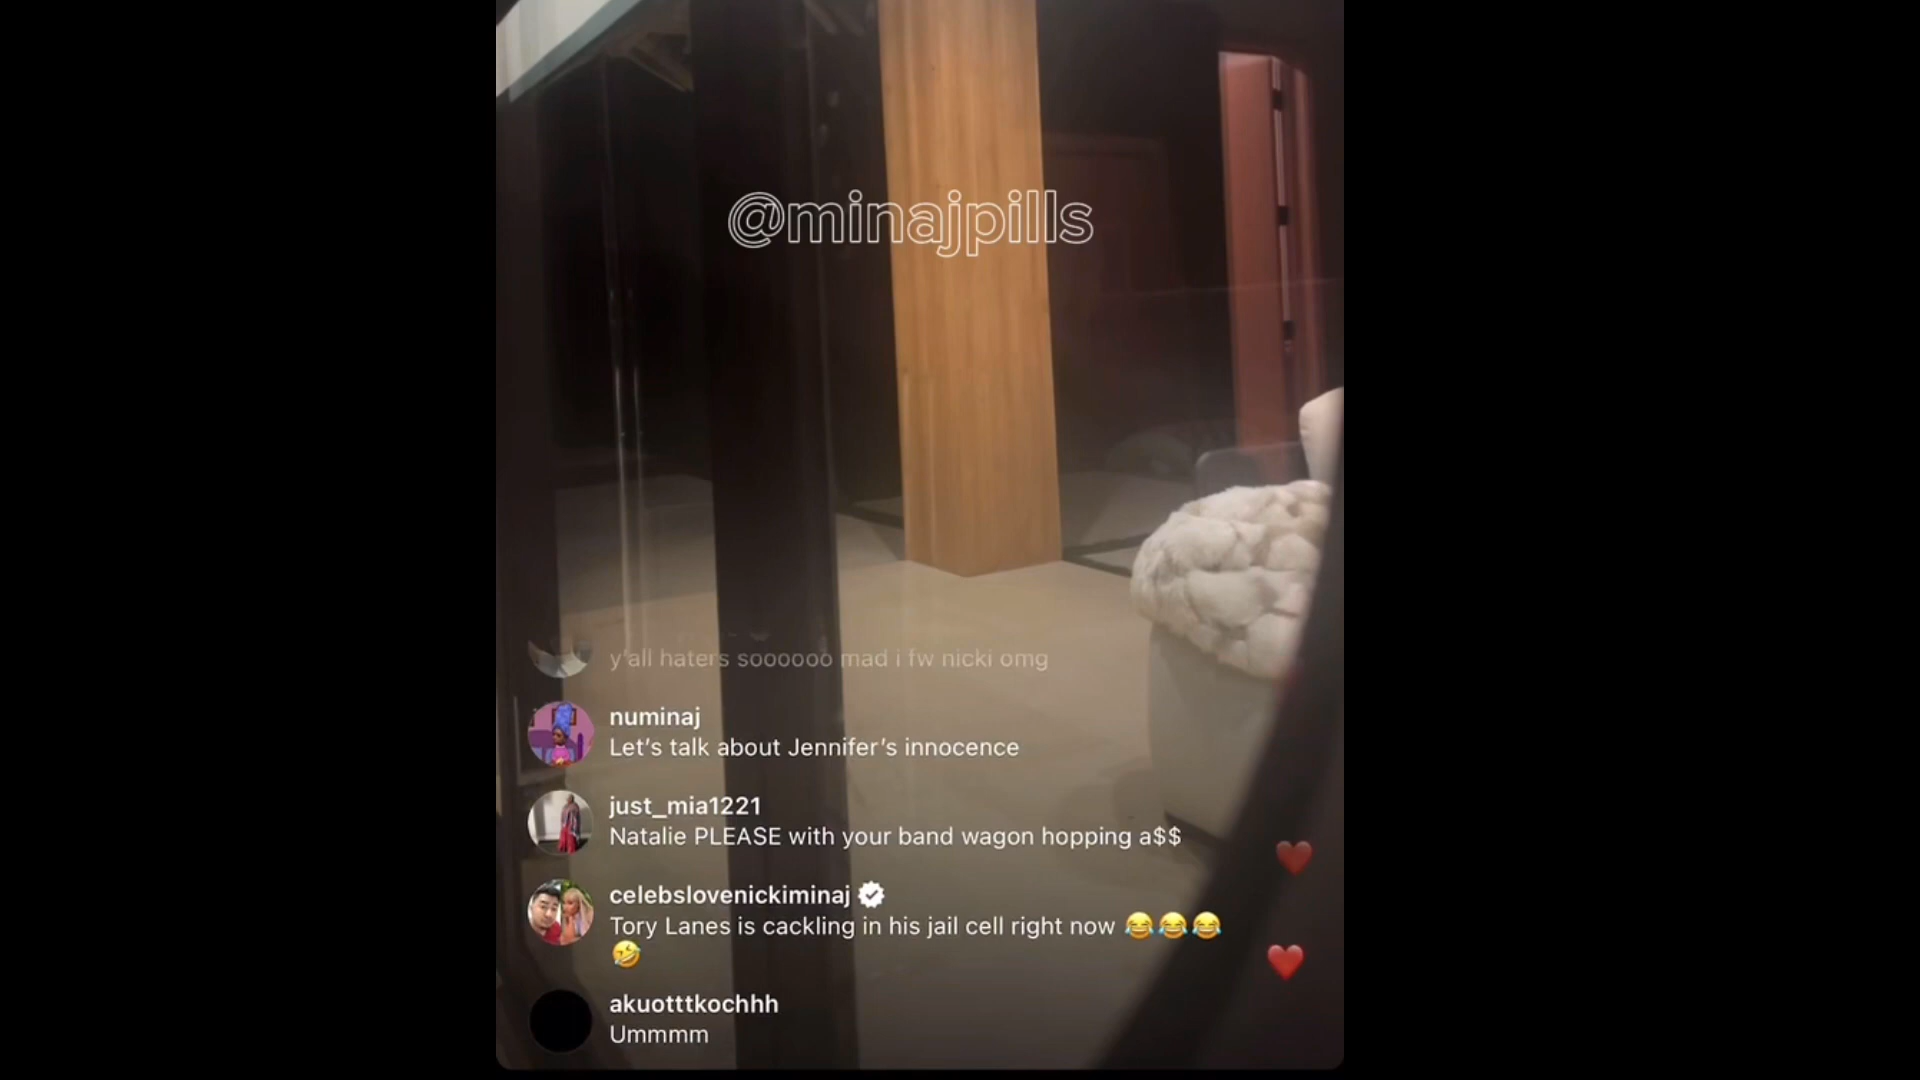 @minajpills
y'all haters soooooo mad i fw nicki omg
numinaj
Let's talk about Jennifer's innocence
just_mia1221
Natalie PLEASE with your band wagon hopping a$$
celebslovenickiminaj
Tory Lanes is cackling in his jail cell right now 😂😂😂
🤣
akuotttkochhh
Ummmm